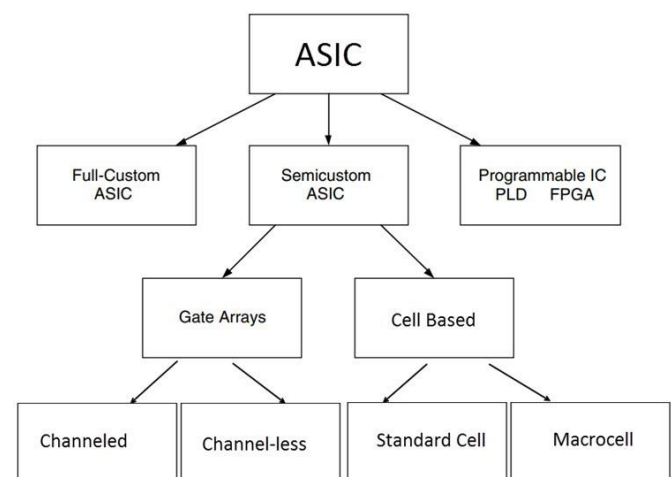 ASIC
Full-Custom
ASIC
Semicustom
ASIC
Programmable IC
PLD FPGA
Gate Arrays
Cell Based
Channeled
Channel-less
Standard Cell
Macrocell